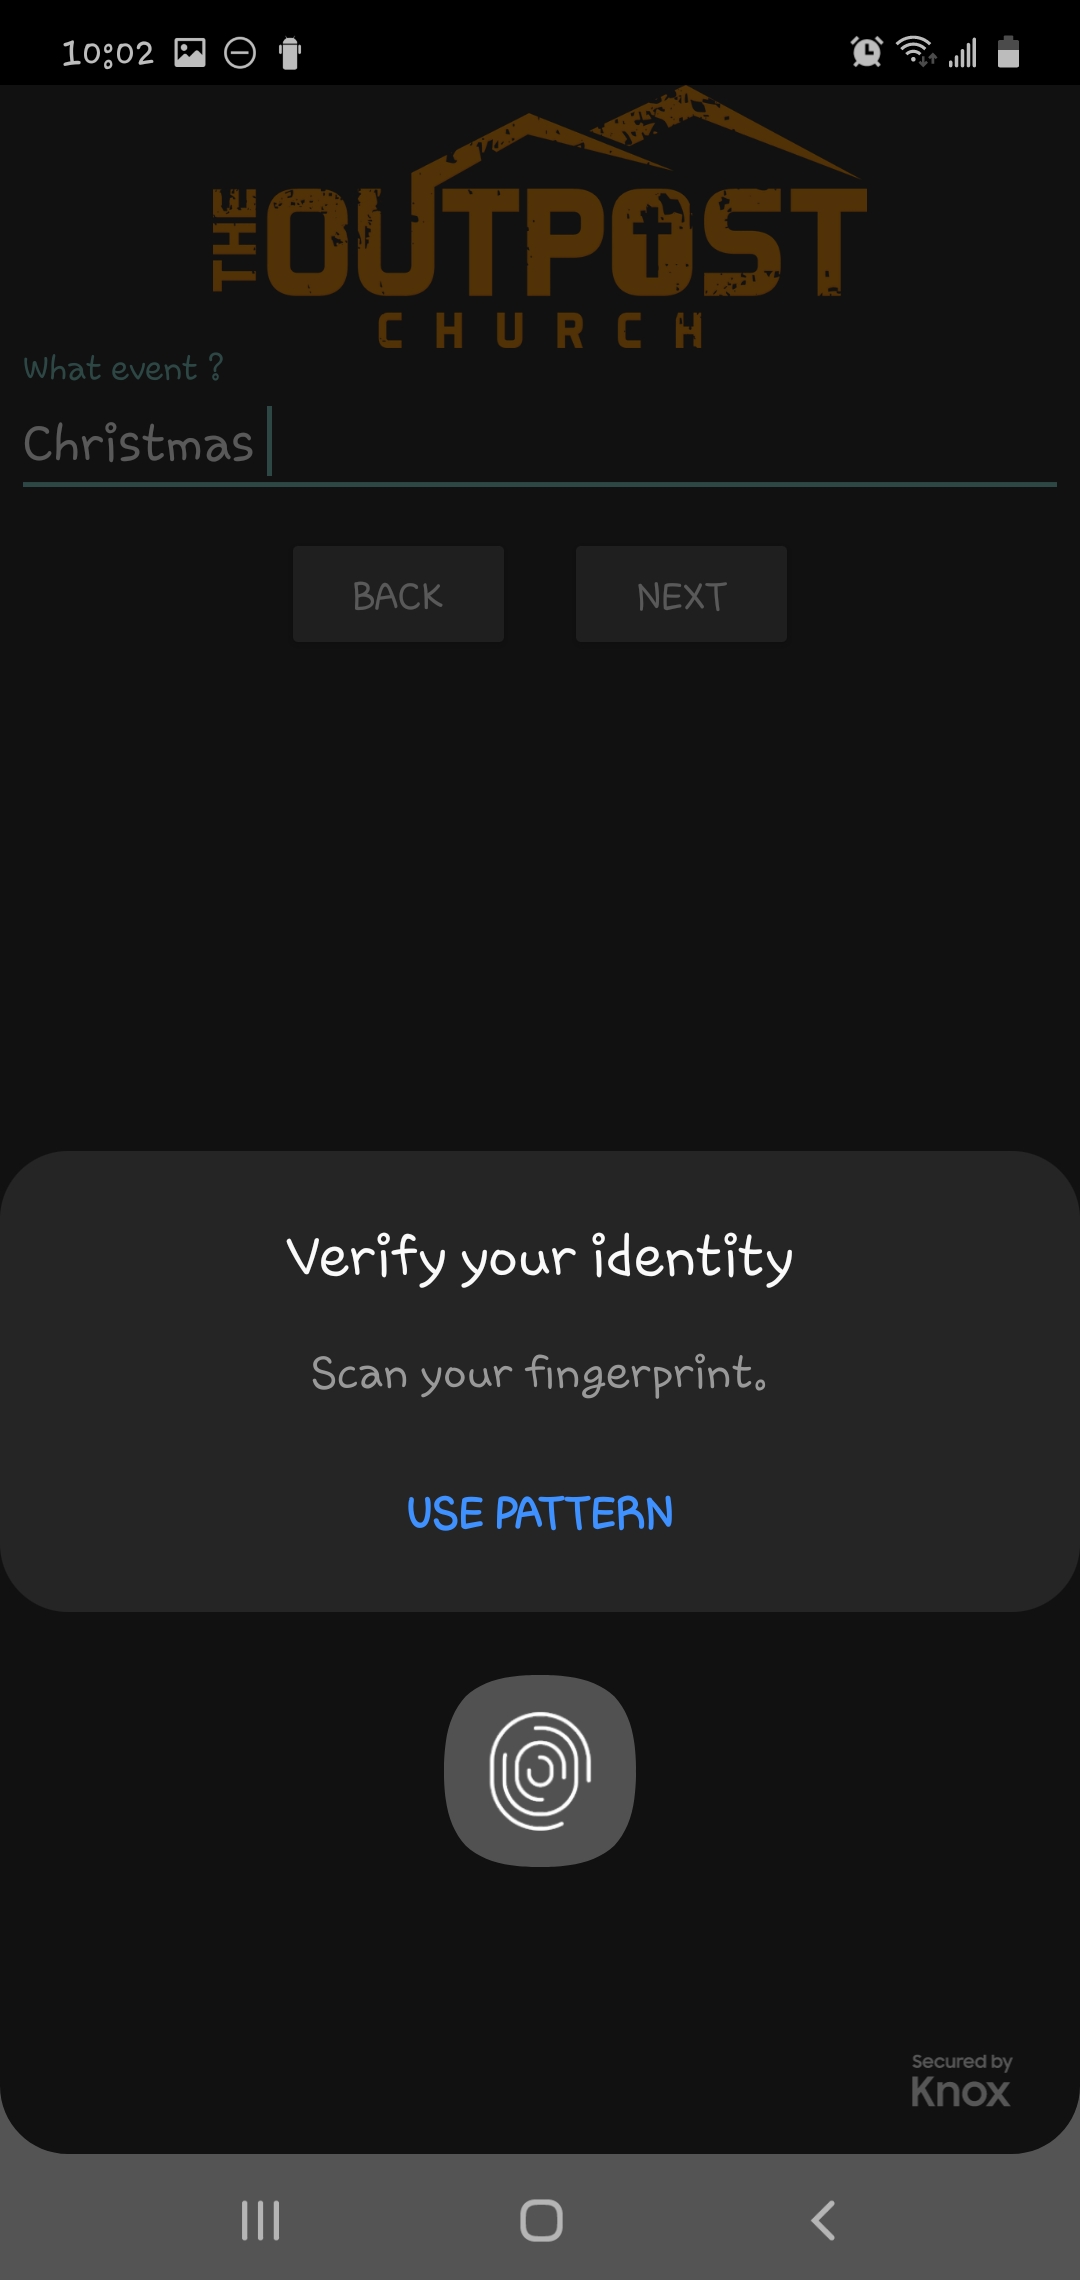 10:02
THE OUTPOST
CHURCH
What event ?
Christmas
BACK NEXT
Verify your identity
Scan your fingerprint.
USE PATTERN
Secured by
Knox